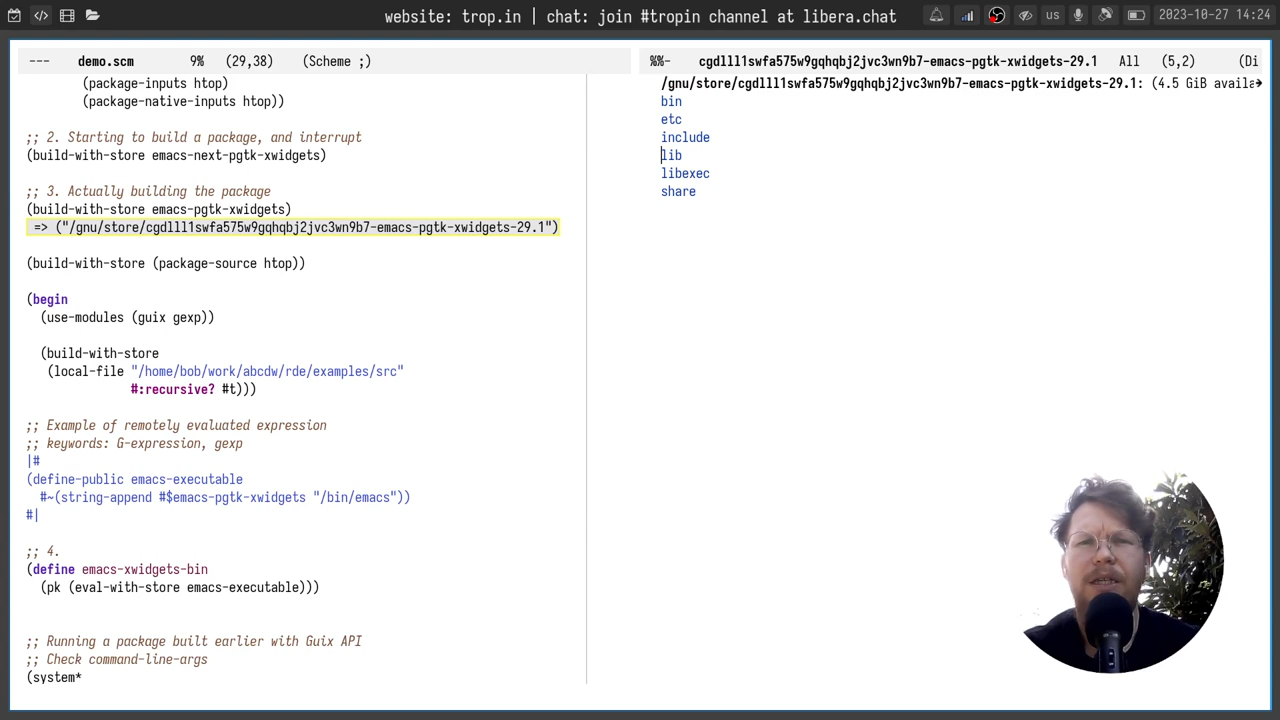 website: trop.in | chat: join #tropin channel at libera.chat
us
2023-10-27 14:24
--- demo.scm 9% (29,38) (Scheme ;)
(package-inputs htop)
(package-native-inputs htop))
;; 2. Starting to build a package, and interrupt
(build-with-store emacs-next-pgtk-xwidgets)
;; 3. Actually building the package
(build-with-store emacs-pgtk-xwidgets)
=> ("/gnu/store/cgdlll1swfa575w9gqhqbj2jvc3wn9b7-emacs-pgtk-xwidgets-29.1")
(build-with-store (package-source htop))
(begin
(use-modules (guix gexp))
(build-with-store
(local-file "/home/bob/work/abcdw/rde/examples/src"
#:recursive? #t)))
;; Example of remotely evaluated expression
;; keywords: G-expression, gexp
|#
(define-public emacs-executable
#~(string-append #$emacs-pgtk-xwidgets "/bin/emacs"))
#|
;; 4.
(define emacs-xwidgets-bin
(pk (eval-with-store emacs-executable)))
;; Running a package built earlier with Guix API
;; Check command-line-args
(system*
%%- cgdlll1swfa575w9gqhqbj2jvc3wn9b7-emacs-pgtk-xwidgets-29.1 All (5,2) (Di
/gnu/store/cgdlll1swfa575w9gqhqbj2jvc3wn9b7-emacs-pgtk-xwidgets-29.1: (4.5 GiB availa
bin
etc
include
lib
libexec
share